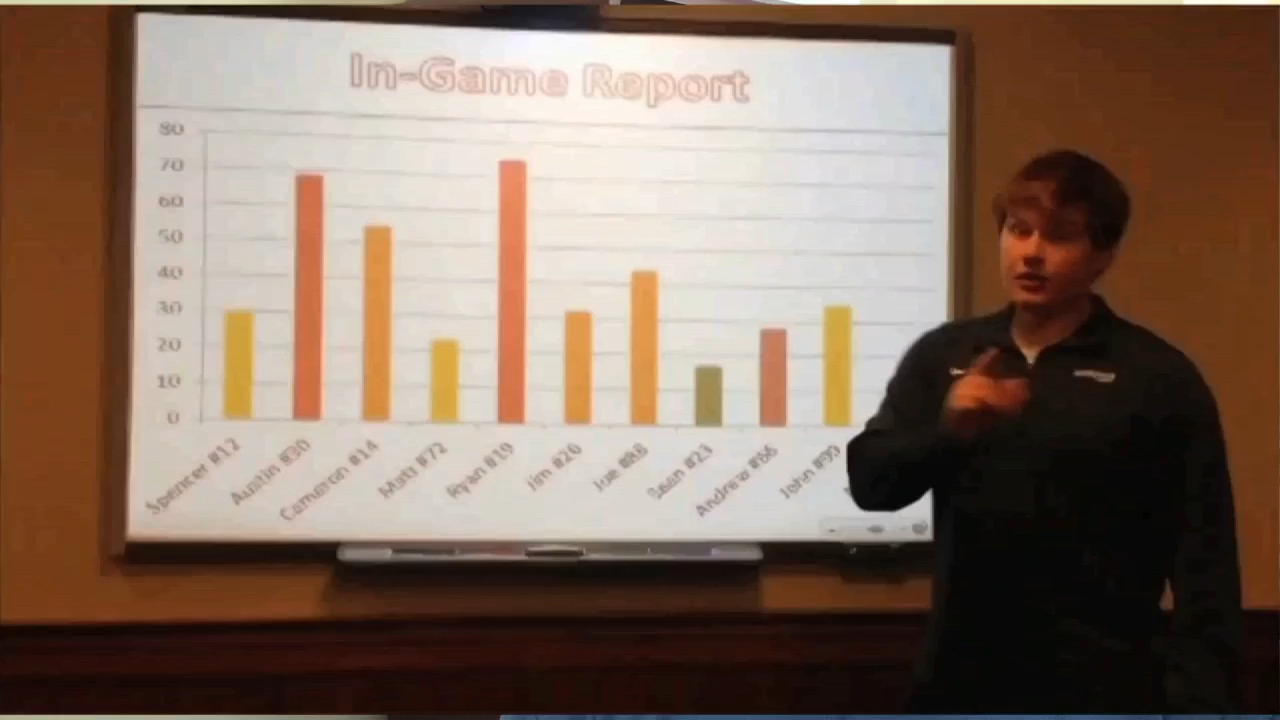 In-Game Report
80
70
60
50
40
30
20
10
0
Spencer #12
Austin #30
Cameron #14
Matt #72
Ryan #19
Jim #26
Joe #88
Sean #23
Andrew #66
John #99